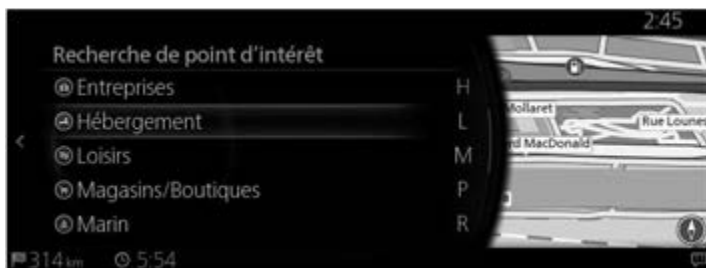 2:45
Recherche de point d'intérêt
Entreprises H
Hébergement L
Loisirs M
Magasins/Boutiques P
Marin R
Mollaret
Rue Lounes
rd MacDonald
314 km 5:54